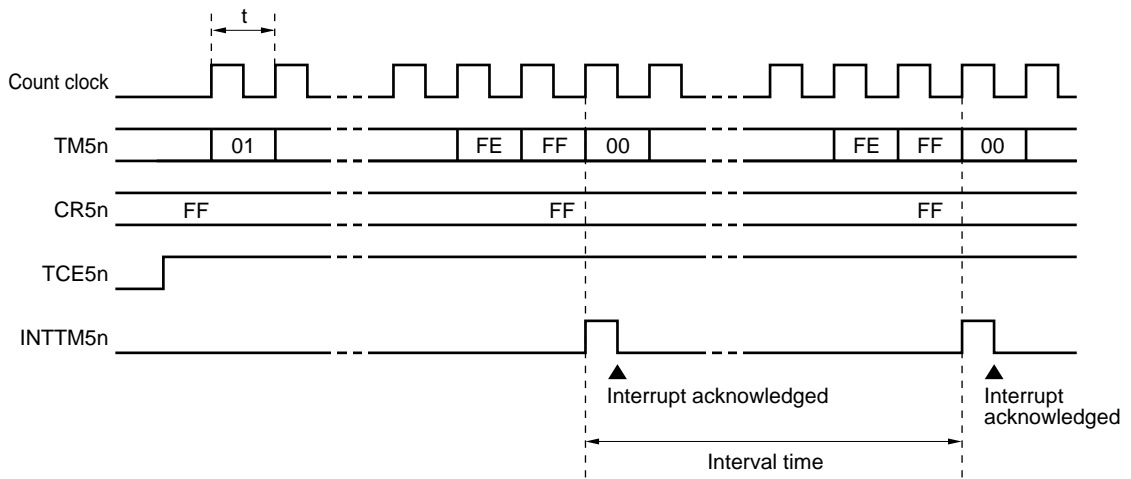 t
Count clock
TM5n 01 FE FF 00 FE FF 00
CR5n FF FF FF
TCE5n
INTTM5n
Interrupt acknowledged Interrupt
acknowledged
Interval time